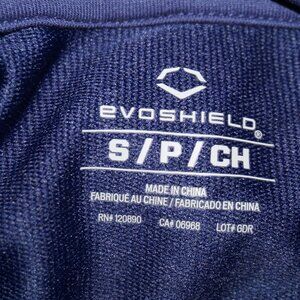 EVOSHIELD®
S/P/CH
MADE IN CHINA
FABRIQUÉ AU CHINE / FABRICADO EN CHINA
RN# 120890 CA# 06968 LOT# GDR